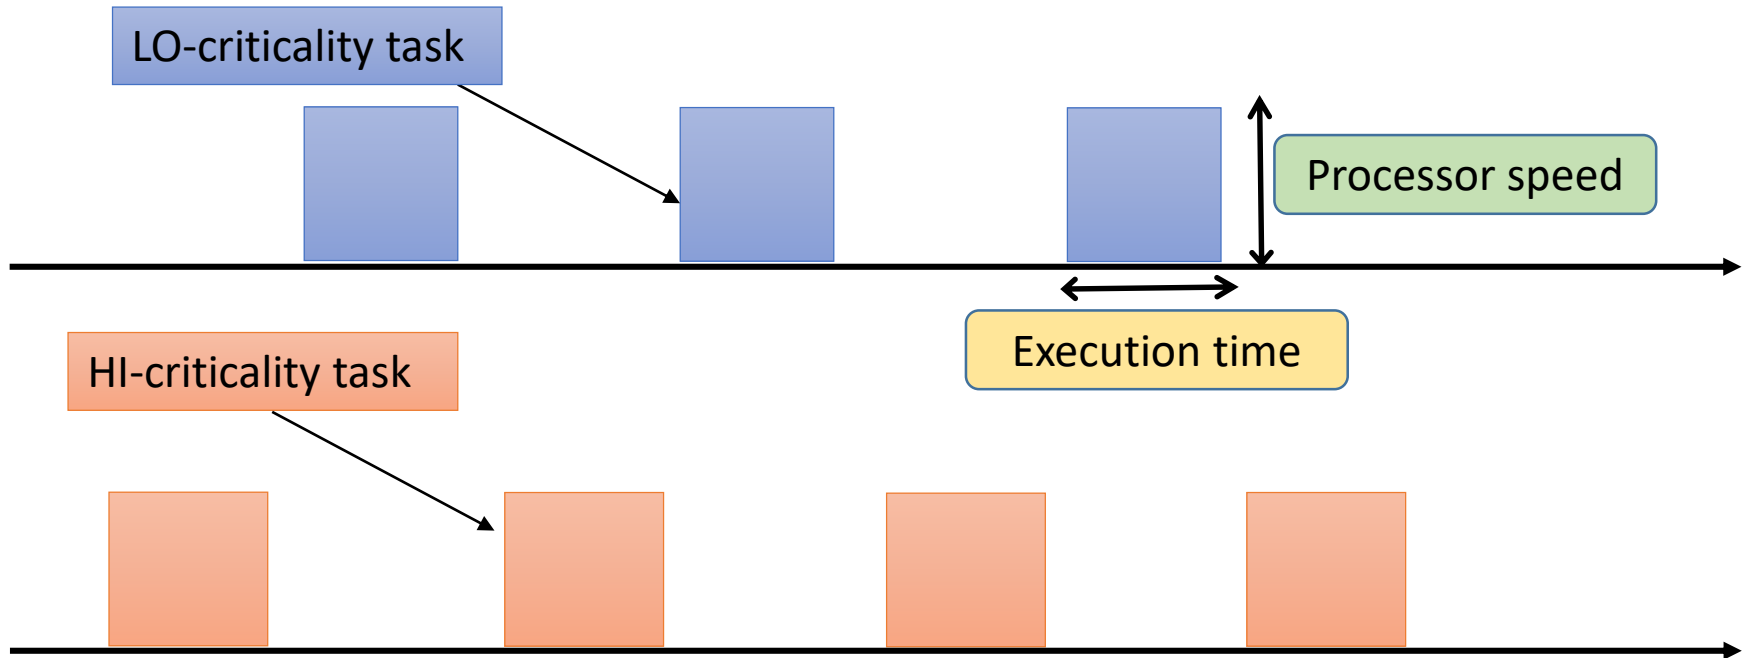 LO-criticality task
Processor speed
Execution time
HI-criticality task